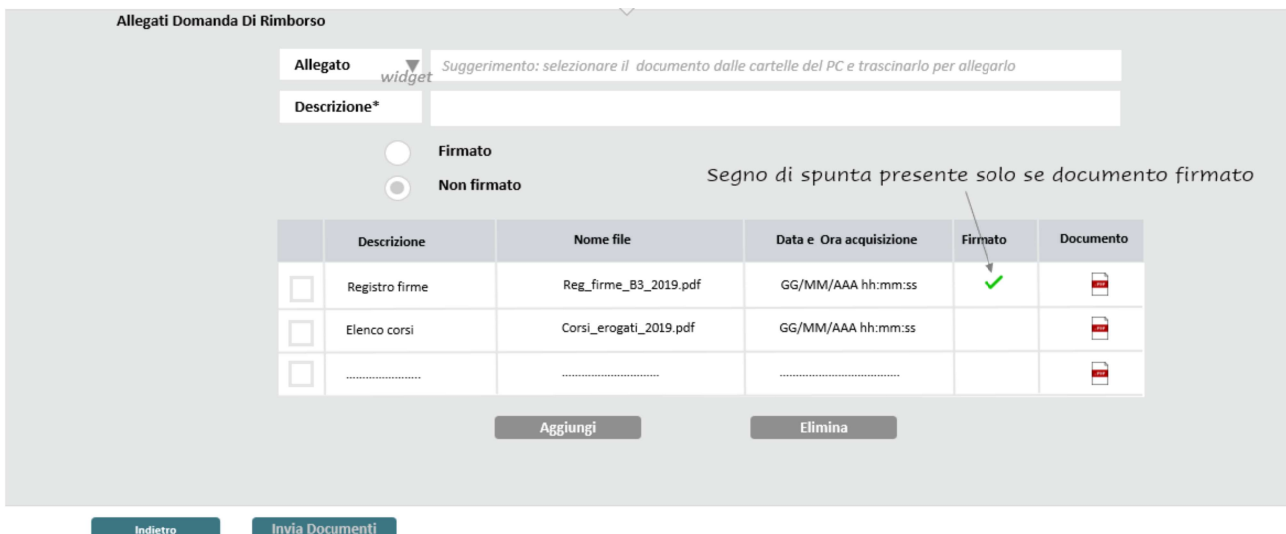 Allegati Domanda Di Rimborso
Allegato widget Suggerimento: selezionare il documento dalle cartelle del PC e trascinarlo per allegarlo
Descrizione*
Firmato
Non firmato
Segno di spunta presente solo se documento firmato
Descrizione Nome file Data e Ora acquisizione Firmato Documento
Registro firme Reg_firme_B3_2019.pdf GG/MM/AAA hh:mm:ss
Elenco corsi Corsi_erogati_2019.pdf GG/MM/AAA hh:mm:ss
....................... .............................. .....................................
Aggiungi Elimina
Indietro Invia Documenti